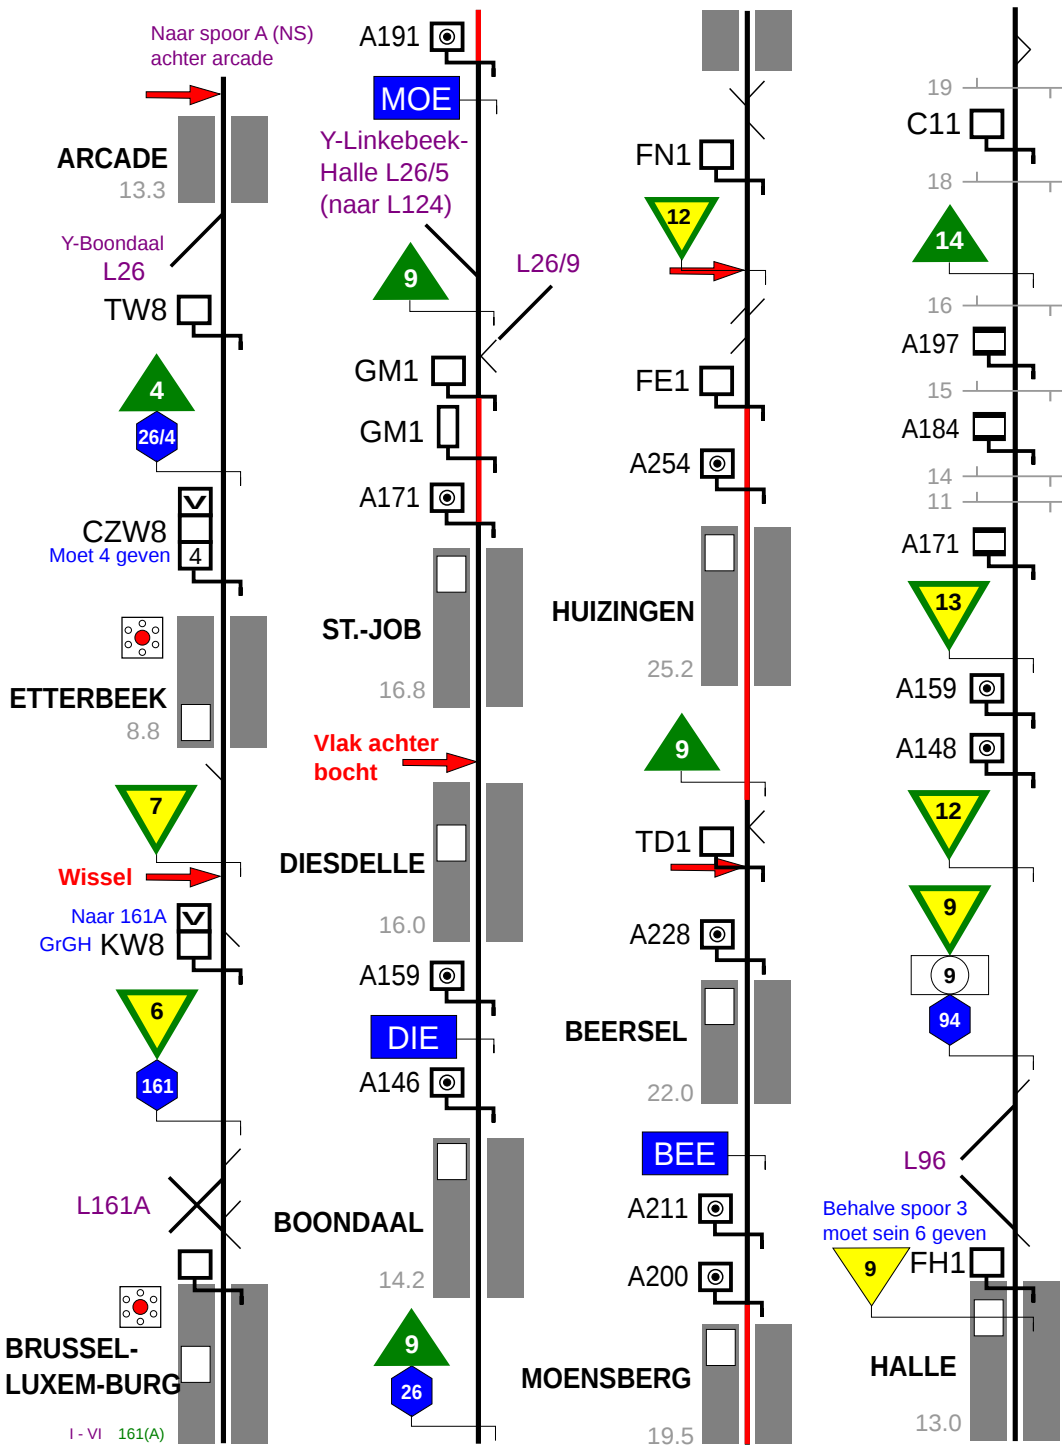 Naar spoor A (NS)
achter arcade
ARCADE
13.3
Y-Boondaal
L26
TW8
4
26/4
V
CZW8
Moet 4 geven
4
ETTERBEEK
8.8
7
Wissel
Naar 161A
V
GrGH KW8
6
161
L161A
BRUSSEL-
LUXEM-BURG
I - VI 161(A)
A191
MOE
Y-Linkebeek-
Halle L26/5
(naar L124)
9
L26/9
GM1
GM1
A171
ST.-JOB
16.8
Vlak achter
bocht
DIESDELLE
16.0
A159
DIE
A146
BOONDAAL
14.2
9
26
FN1
12
FE1
A254
HUIZINGEN
25.2
9
TD1
A228
BEERSEL
22.0
BEE
A211
A200
MOENSBERG
19.5
19
C11
18
14
16
A197
15
A184
14
11
A171
13
A159
A148
12
9
9
94
L96
Behalve spoor 3
moet sein 6 geven
9
FH1
HALLE
13.0